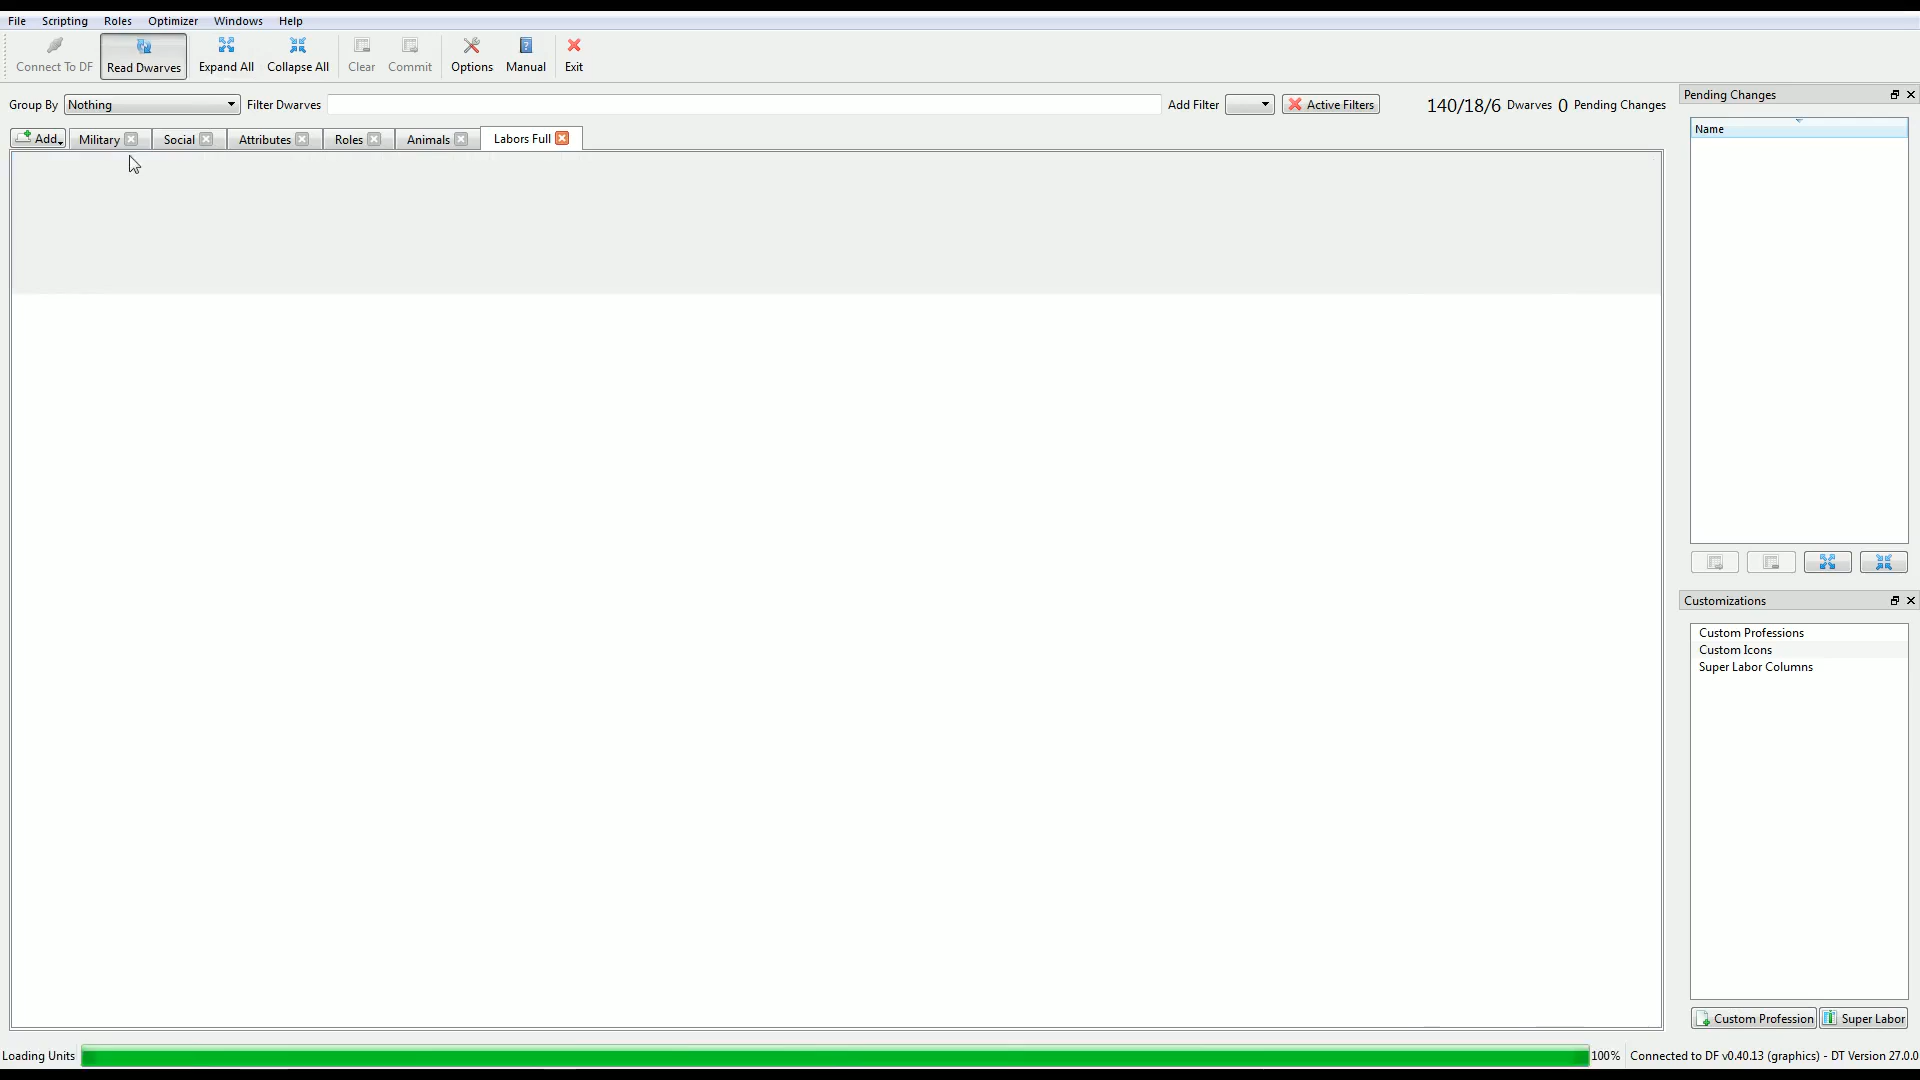 File Scripting Roles Optimizer Windows Help
Connect To DF Read Dwarves Expand All Collapse All Clear Commit Options Manual Exit
Group By Nothing Filter Dwarves Add Filter Active Filters 140/18/6 Dwarves 0 Pending Changes
Add Military Social Attributes Roles Animals Labors Full
Pending Changes
Name
Customizations
Custom Professions
Custom Icons
Super Labor Columns
Custom Profession Super Labor
Loading Units 100% Connected to DF v0.40.13 (graphics) - DT Version 27.0.0